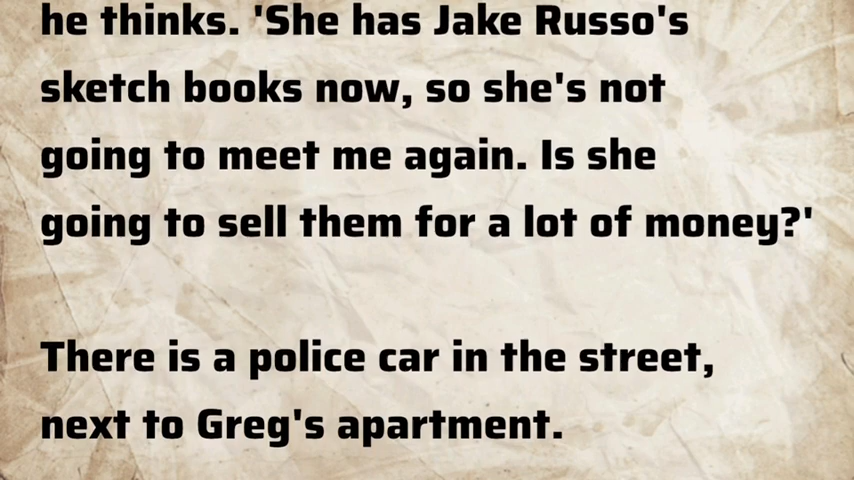 he thinks. 'She has Jake Russo's
sketch books now, so she's not
going to meet me again. Is she
going to sell them for a lot of money?'
There is a police car in the street,
next to Greg's apartment.